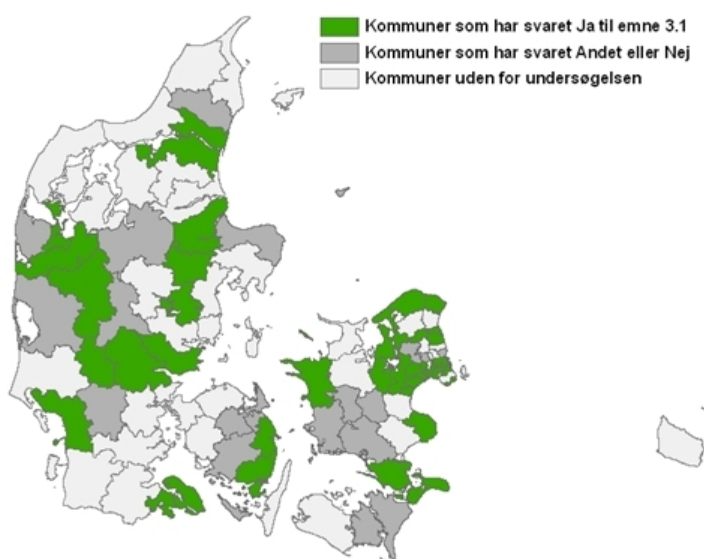 Kommuner som har svaret Ja til emne 3.1
Kommuner som har svaret Andet eller Nej
Kommuner uden for undersøgelsen